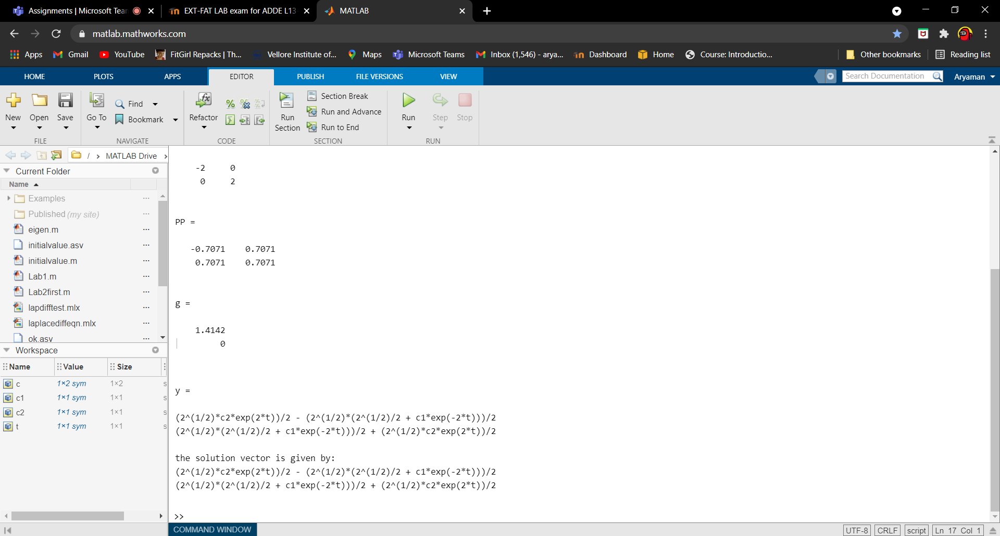 Assignments | Microsoft Tea
EXT-FAT LAB exam for ADDE L13
MATLAB
matlab.mathworks.com
Apps
Gmail
YouTube
FitGirl Repacks | Th...
Vellore Institute of...
Maps
Microsoft Teams
Inbox (1,546) - arya...
Dashboard
Home
Course: Introductio...
Other bookmarks
Reading list
HOME
PLOTS
APPS
EDITOR
PUBLISH
FILE VERSIONS
VIEW
Search Documentation
Aryaman
New
Open
Save
FILE
Go To
Find
Bookmark
NAVIGATE
Refactor
CODE
Run
Section
Section Break
Run and Advance
Run to End
SECTION
Run
Step
Stop
RUN
/ > MATLAB Drive >
Current Folder
Name
Examples
Published (my site)
eigen.m
initialvalue.asv
initialvalue.m
Lab1.m
Lab2first.m
lapdifftest.mlx
laplacediffeqn.mlx
ok.asv
Workspace
Name Value Size
c 1×2 sym 1×2 s
c1 1×1 sym 1×1 s
c2 1×1 sym 1×1 s
t 1×1 sym 1×1 s
-2 0
0 2
PP =
-0.7071 0.7071
0.7071 0.7071
g =
1.4142
0
y =
(2^(1/2)*c2*exp(2*t))/2 - (2^(1/2)*(2^(1/2)/2 + c1*exp(-2*t)))/2
(2^(1/2)*(2^(1/2)/2 + c1*exp(-2*t)))/2 + (2^(1/2)*c2*exp(2*t))/2
the solution vector is given by:
(2^(1/2)*c2*exp(2*t))/2 - (2^(1/2)*(2^(1/2)/2 + c1*exp(-2*t)))/2
(2^(1/2)*(2^(1/2)/2 + c1*exp(-2*t)))/2 + (2^(1/2)*c2*exp(2*t))/2
>>
COMMAND WINDOW
UTF-8
CRLF
script
Ln 17 Col 1